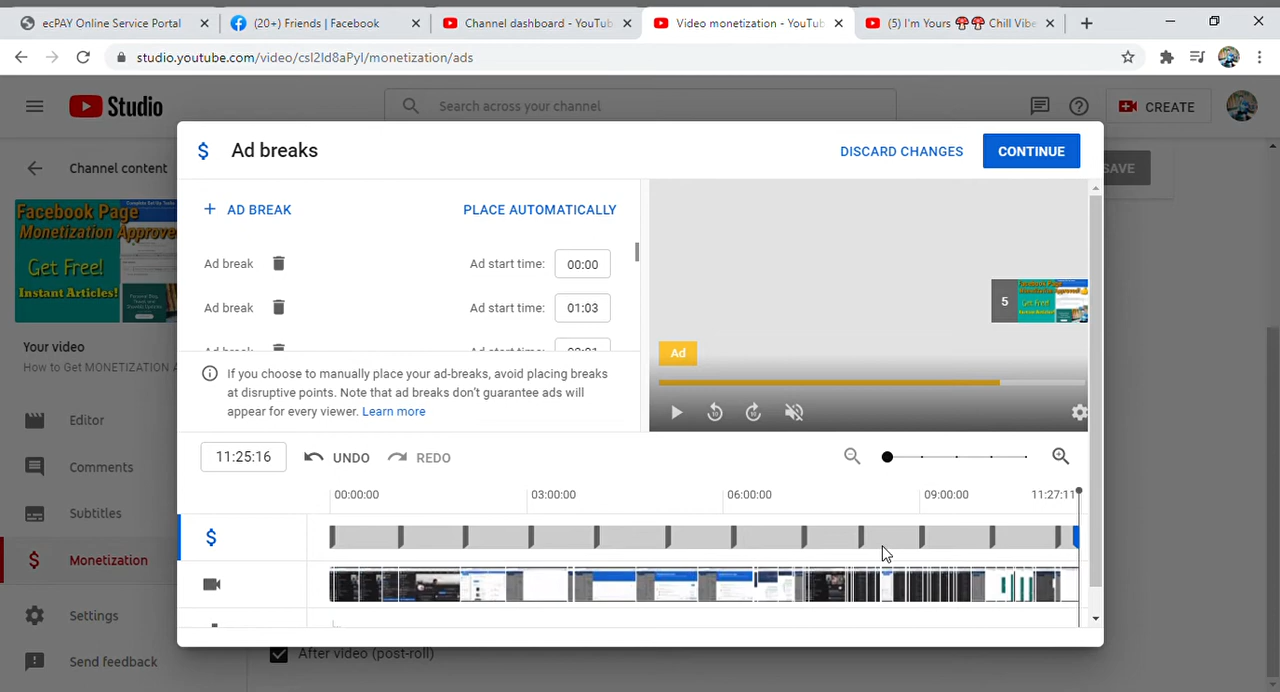 ecPAY Online Service Portal
(20+) Friends | Facebook
Channel dashboard - YouTub
Video monetization - YouTub
(5) I'm Yours 🍄🍄 Chill Vibe
studio.youtube.com/video/csl2Id8aPyI/monetization/ads
Studio
Search across your channel
CREATE
Channel content
SAVE
Facebook Page
Monetization Approved
Get Free!
Instant Articles!
Your video
How to Get MONETIZATION A
Editor
Comments
Subtitles
Monetization
Settings
Send feedback
Ad breaks
DISCARD CHANGES
CONTINUE
+ AD BREAK
PLACE AUTOMATICALLY
Ad break
Ad start time:
00:00
Ad break
Ad start time:
01:03
If you choose to manually place your ad-breaks, avoid placing breaks
at disruptive points. Note that ad breaks don't guarantee ads will
appear for every viewer. Learn more
5
Ad
11:25:16
UNDO
REDO
00:00:00
03:00:00
06:00:00
09:00:00
11:27:11
$
After video (post-roll)